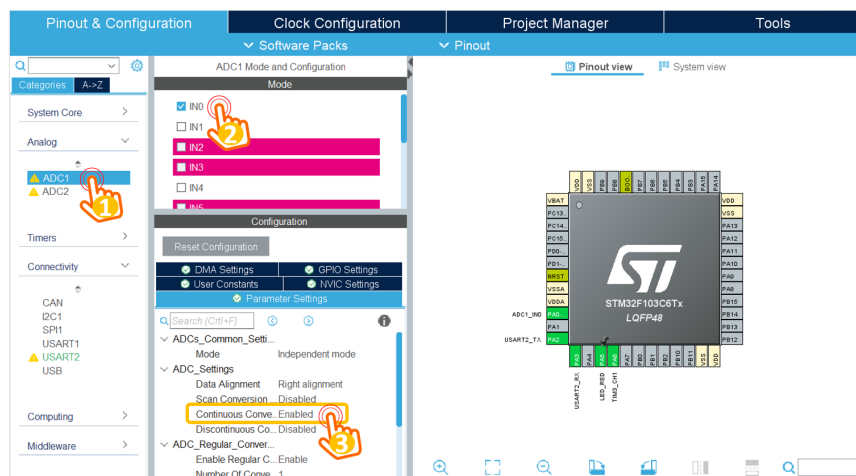 Pinout & Configuration
Clock Configuration
Project Manager
Tools
Software Packs
Pinout
ADC1 Mode and Configuration
Pinout view
System view
Categories
A->Z
Mode
System Core
IN0
IN1
2
Analog
IN2
IN3
ADC1
ADC2
1
IN4
IN5
Configuration
Timers
Reset Configuration
Connectivity
DMA Settings
GPIO Settings
User Constants
NVIC Settings
Parameter Settings
CAN
I2C1
SPI1
USART1
USART2
USB
Search (Crtl+F)
ADCs_Common_Setti...
Mode
Independent mode
ADC_Settings
Data Alignment
Right alignment
Scan Conversion ...
Disabled
Continuous Conve...
Enabled
Discontinuous Co...
Disabled
3
ADC_Regular_Conver...
Enable Regular C...
Enable
Number Of Conve...
1
Computing
Middleware
VDD
VSS
PB9
PB8
BOO..
PB7
PB6
PB5
PB4
PB3
PA15
PA14
VBAT
PC13..
PC14..
PC15..
PD0-..
PD1-..
NRST
VSSA
VDDA
ADC1_IN0
PA0-..
PA1
USART2_TX
PA2
VDD
VSS
PA13
PA12
PA11
PA10
PA9
PA8
PB15
PB14
PB13
PB12
STM32F103C6Tx
LQFP48
PA3
PA4
PA5
PA6
PA7
PB0
PB1
PB2
PB10
PB11
VSS
VDD
USART2_RX
LED_RED
TIM3_CH1